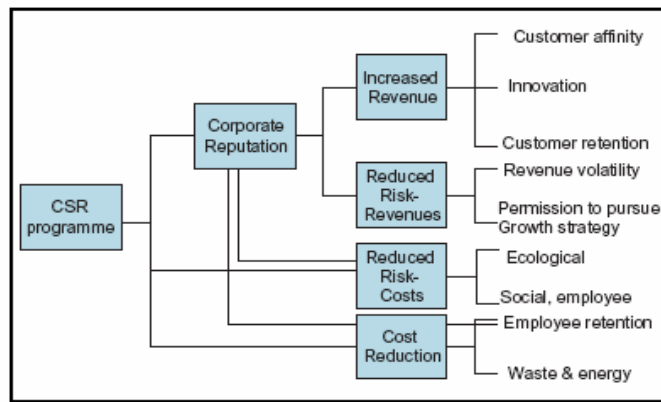 CSR
programme
Corporate
Reputation
Increased
Revenue
Reduced
Risk-
Revenues
Reduced
Risk-
Costs
Cost
Reduction
Customer affinity
Innovation
Customer retention
Revenue volatility
Permission to pursue
Growth strategy
Ecological
Social, employee
Employee retention
Waste & energy